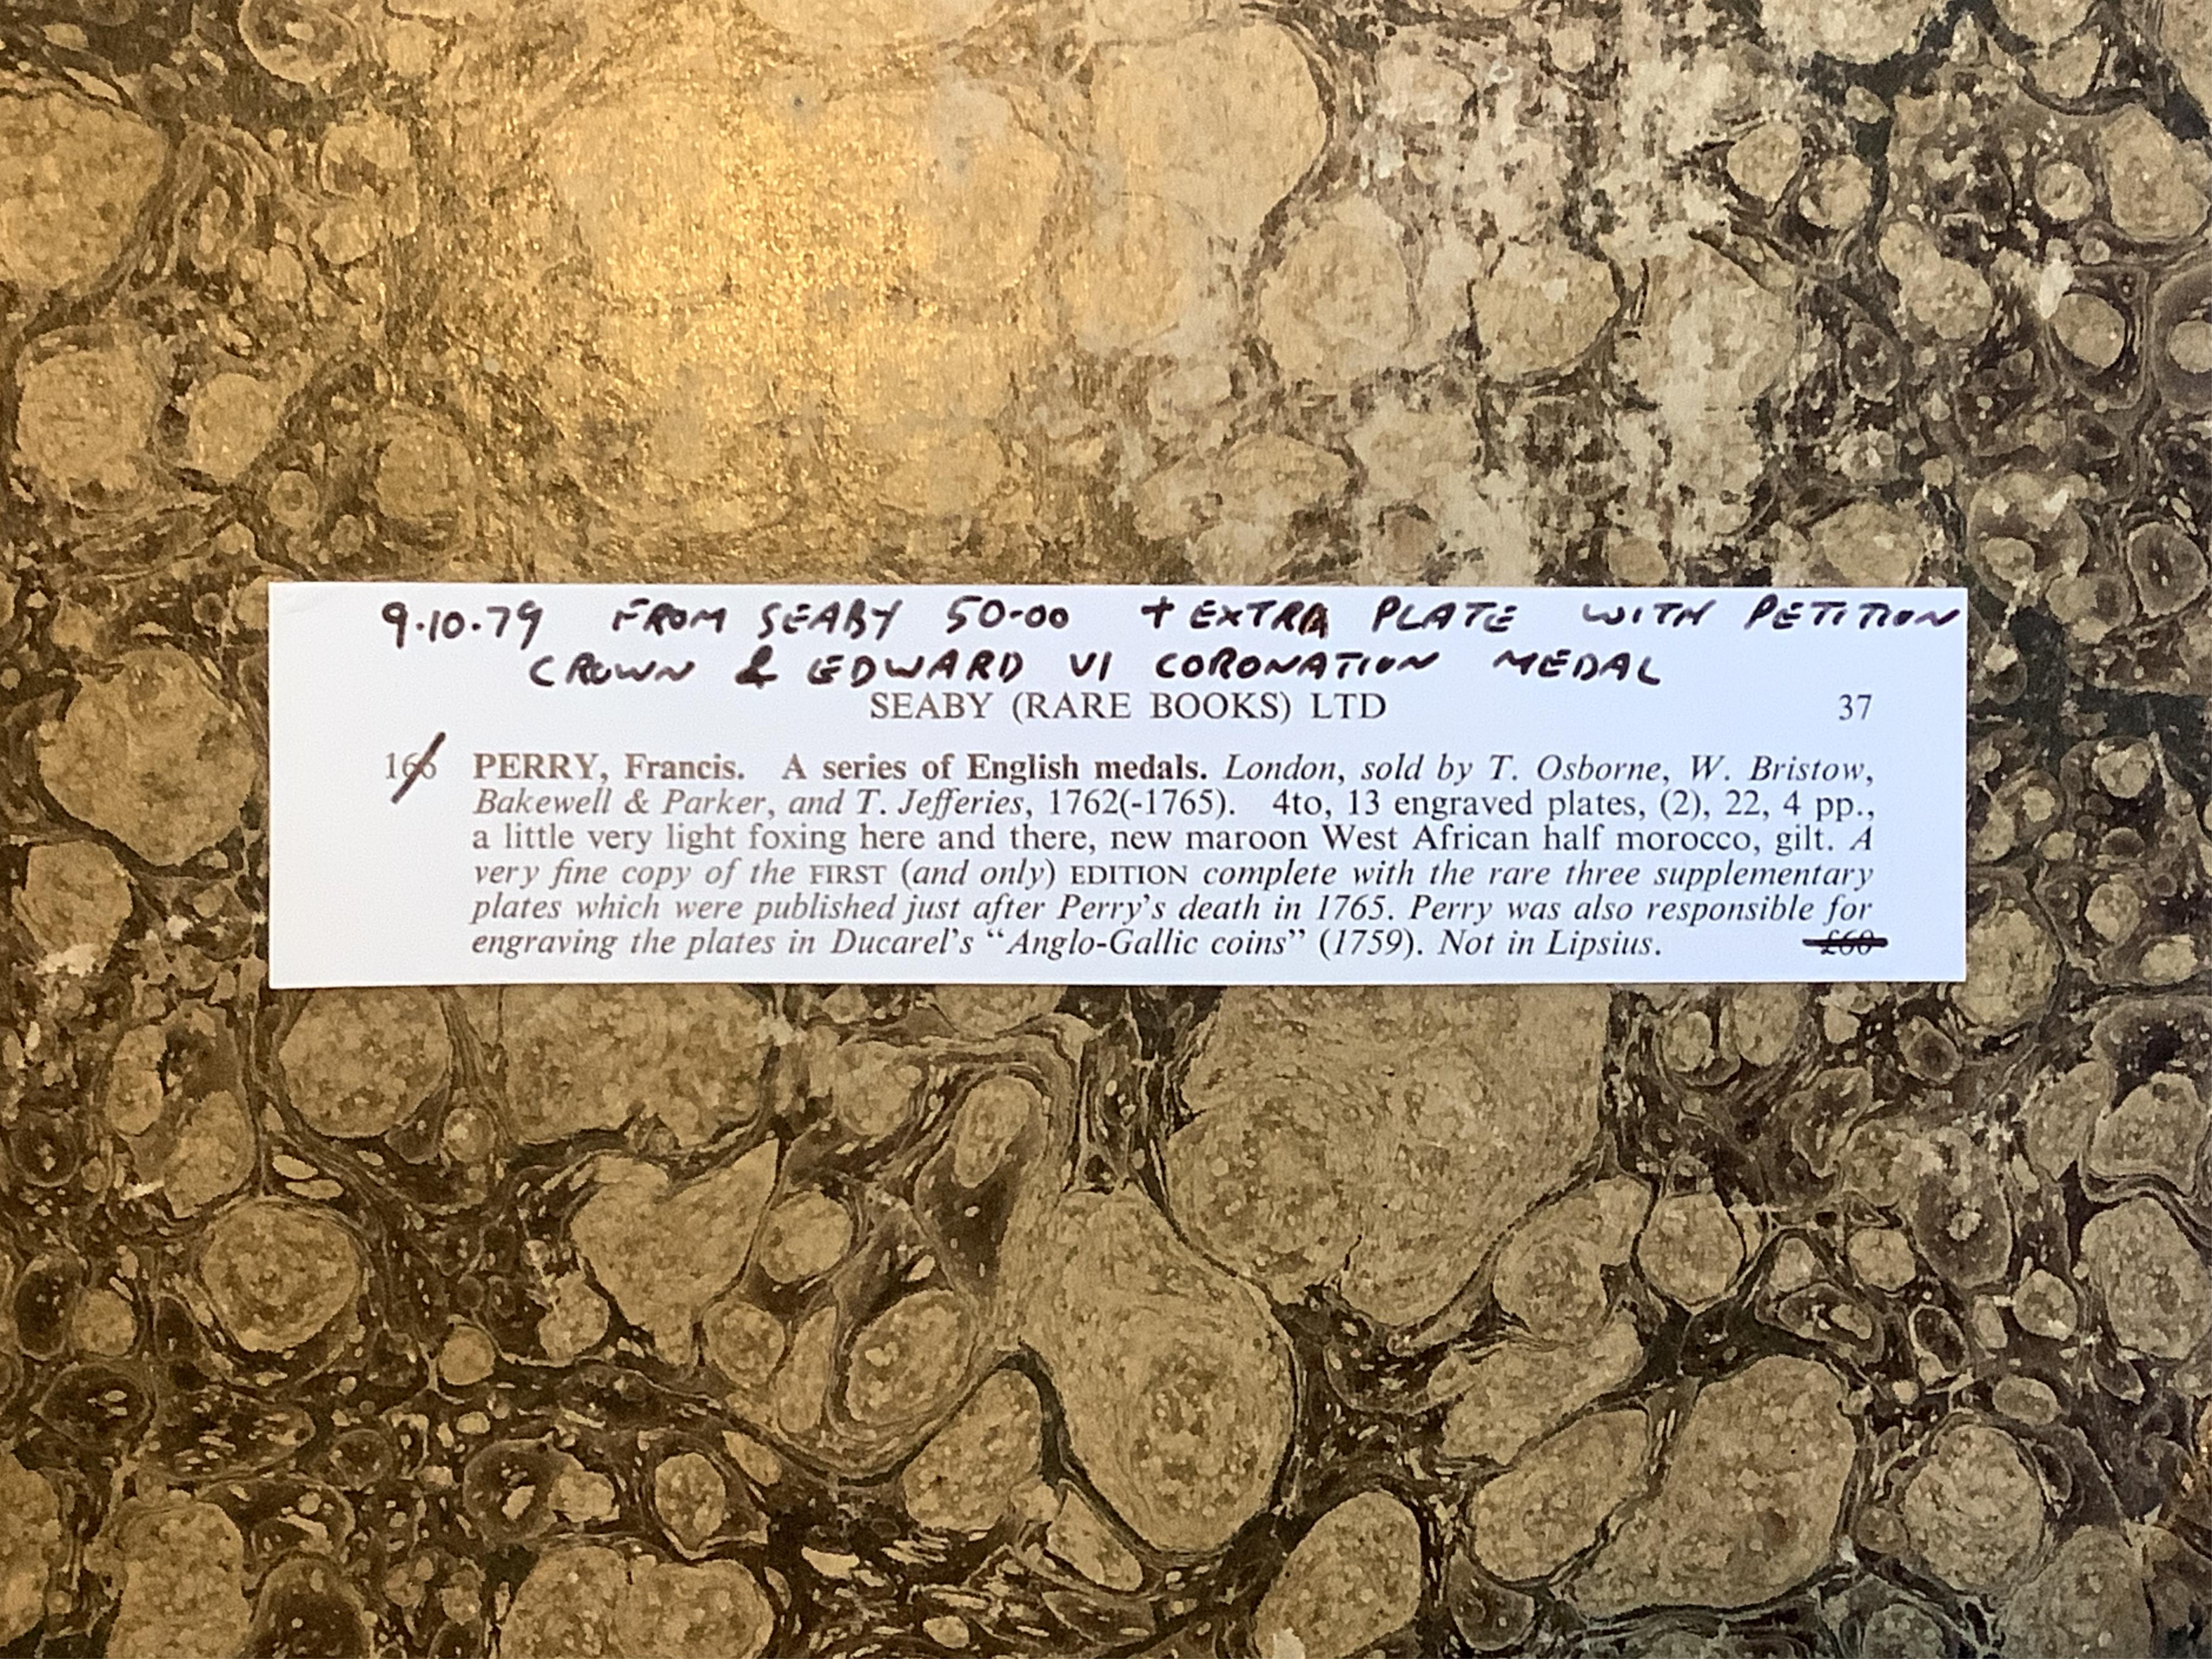 9.10.79 FROM SEABY 50-00 + EXTRA PLATE WITH PETITION
CROWN & EDWARD VI CORONATION MEDAL
SEABY (RARE BOOKS) LTD 37
166 PERRY, Francis. A series of English medals. London, sold by T. Osborne, W. Bristow,
Bakewell & Parker, and T. Jefferies, 1762(-1765). 4to, 13 engraved plates, (2), 22, 4 pp.,
a little very light foxing here and there, new maroon West African half morocco, gilt. A
very fine copy of the FIRST (and only) EDITION complete with the rare three supplementary
plates which were published just after Perry's death in 1765. Perry was also responsible for
engraving the plates in Ducarel's “Anglo-Gallic coins” (1759). Not in Lipsius. £60